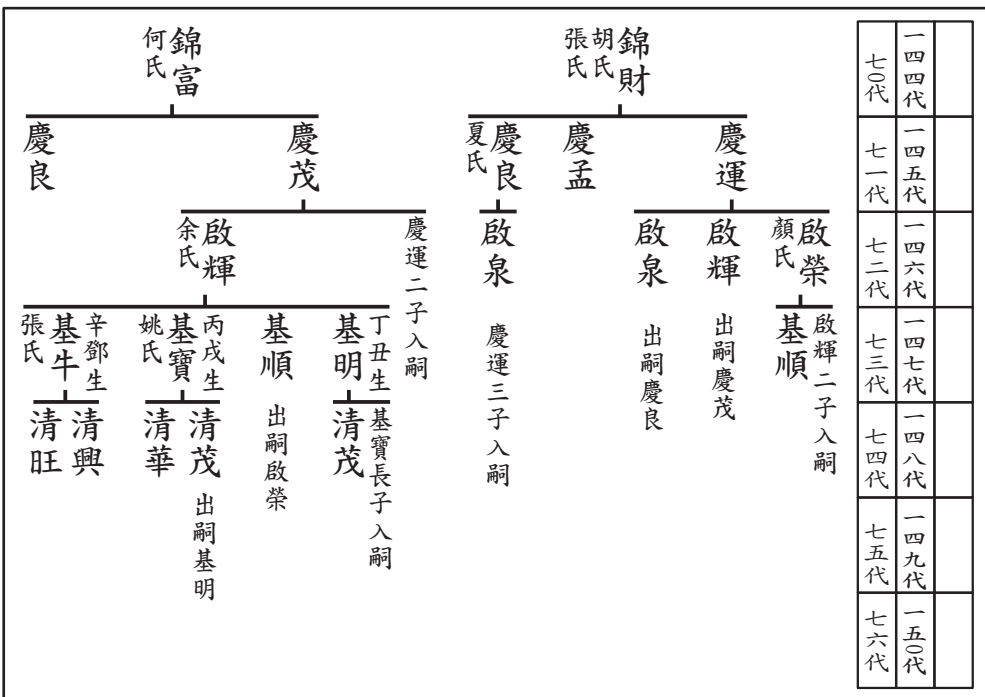 一四四代
一四五代
一四六代
一四七代
一四八代
一四九代
一五0代
七0代
七一代
七二代
七三代
七四代
七五代
七六代
錦財
胡氏
張氏
錦富
何氏
慶運
慶孟
慶良
夏氏
慶茂
慶良
啟榮
顏氏
啟輝
出嗣慶茂
啟泉
出嗣慶良
啟泉
慶運三子入嗣
慶運二子入嗣
啟輝
余氏
啟輝二子入嗣
基順
丁丑生
基明
基順
出嗣啟榮
丙戌生
基寶
姚氏
辛鄧生
基牛
張氏
基寶長子入嗣
清茂
清茂
出嗣基明
清華
清興
清旺